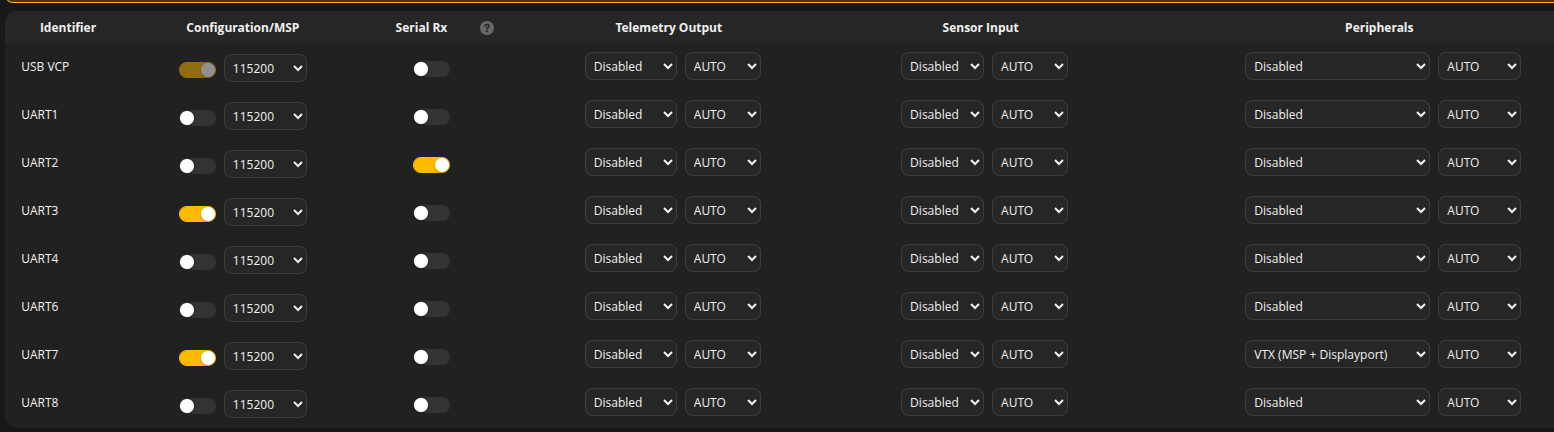 Identifier Configuration/MSP Serial Rx ? Telemetry Output Sensor Input Peripherals
USB VCP 115200 Disabled AUTO Disabled AUTO Disabled AUTO
UART1 115200 Disabled AUTO Disabled AUTO Disabled AUTO
UART2 115200 Disabled AUTO Disabled AUTO Disabled AUTO
UART3 115200 Disabled AUTO Disabled AUTO Disabled AUTO
UART4 115200 Disabled AUTO Disabled AUTO Disabled AUTO
UART6 115200 Disabled AUTO Disabled AUTO Disabled AUTO
UART7 115200 Disabled AUTO Disabled AUTO VTX (MSP + Displayport) AUTO
UART8 115200 Disabled AUTO Disabled AUTO Disabled AUTO